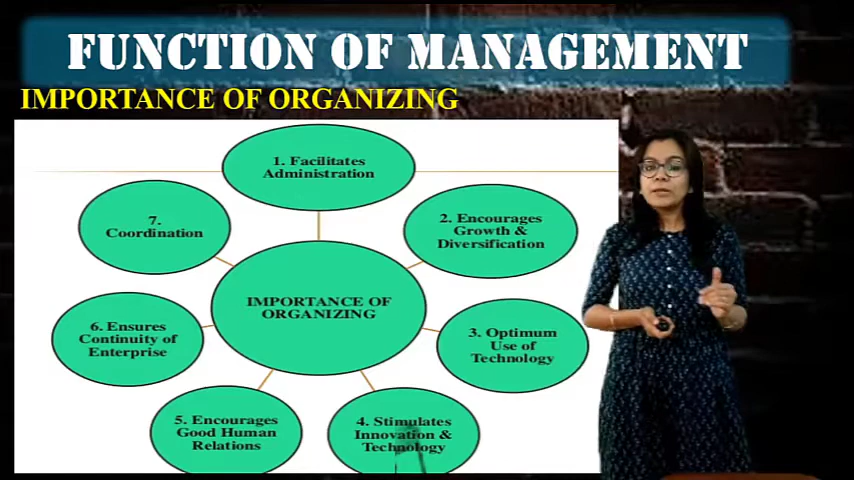 FUNCTION OF MANAGEMENT
IMPORTANCE OF ORGANIZING
1. Facilitates
Administration
2. Encourages
Growth &
Diversification
3. Optimum
Use of
Technology
4. Stimulates
Innovation &
Technology
5. Encourages
Good Human
Relations
6. Ensures
Continuity of
Enterprise
7.
Coordination
IMPORTANCE OF
ORGANIZING